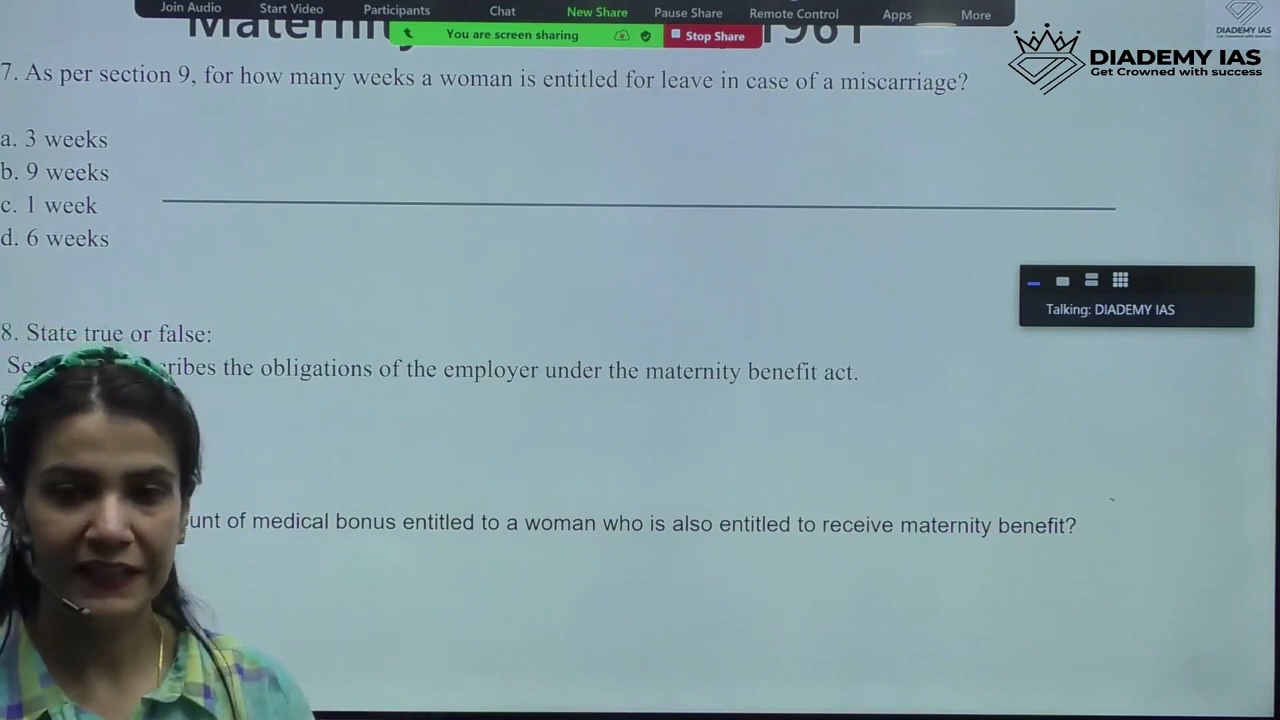 Join Audio Start Video Participants Chat New Share Pause Share Remote Control Apps More
You are screen sharing Stop Share
1961
DIADEMY IAS
Get Crowned with success
DIADEMY IAS
7. As per section 9, for how many weeks a woman is entitled for leave in case of a miscarriage?
a. 3 weeks
b. 9 weeks
c. 1 week
d. 6 weeks
Talking: DIADEMY IAS
8. State true or false:
the obligations of the employer under the maternity benefit act.
of medical bonus entitled to a woman who is also entitled to receive maternity benefit?